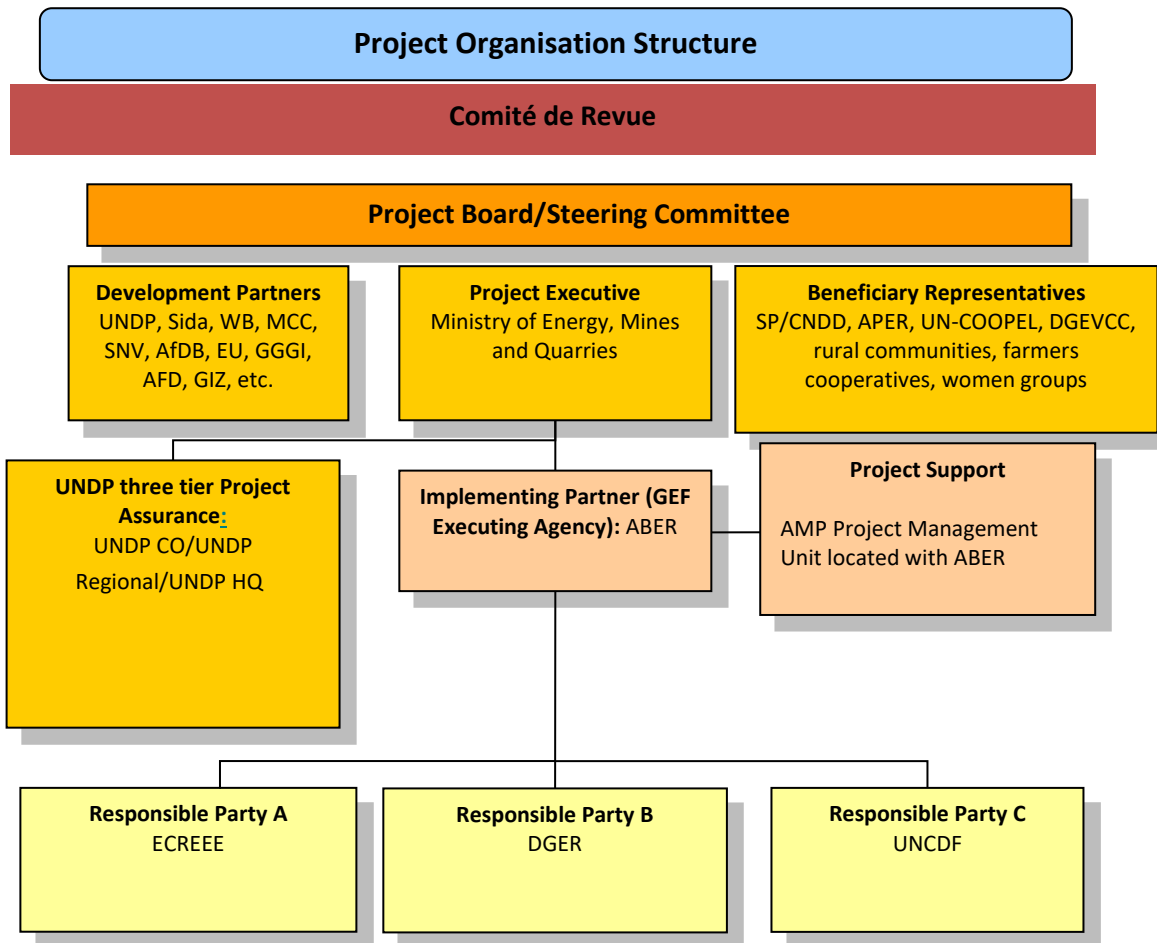 Project Organisation Structure
Comité de Revue
Project Board/Steering Committee
Development Partners
UNDP, Sida, WB, MCC,
SNV, AfDB, EU, GGGI,
AFD, GIZ, etc.
Project Executive
Ministry of Energy, Mines
and Quarries
Beneficiary Representatives
SP/CNDD, APER, UN-COOPEL, DGEVCC,
rural communities, farmers
cooperatives, women groups
UNDP three tier Project
Assurance:
UNDP CO/UNDP
Regional/UNDP HQ
Implementing Partner (GEF
Executing Agency): ABER
Project Support
AMP Project Management
Unit located with ABER
Responsible Party A
ECREEE
Responsible Party B
DGER
Responsible Party C
UNCDF